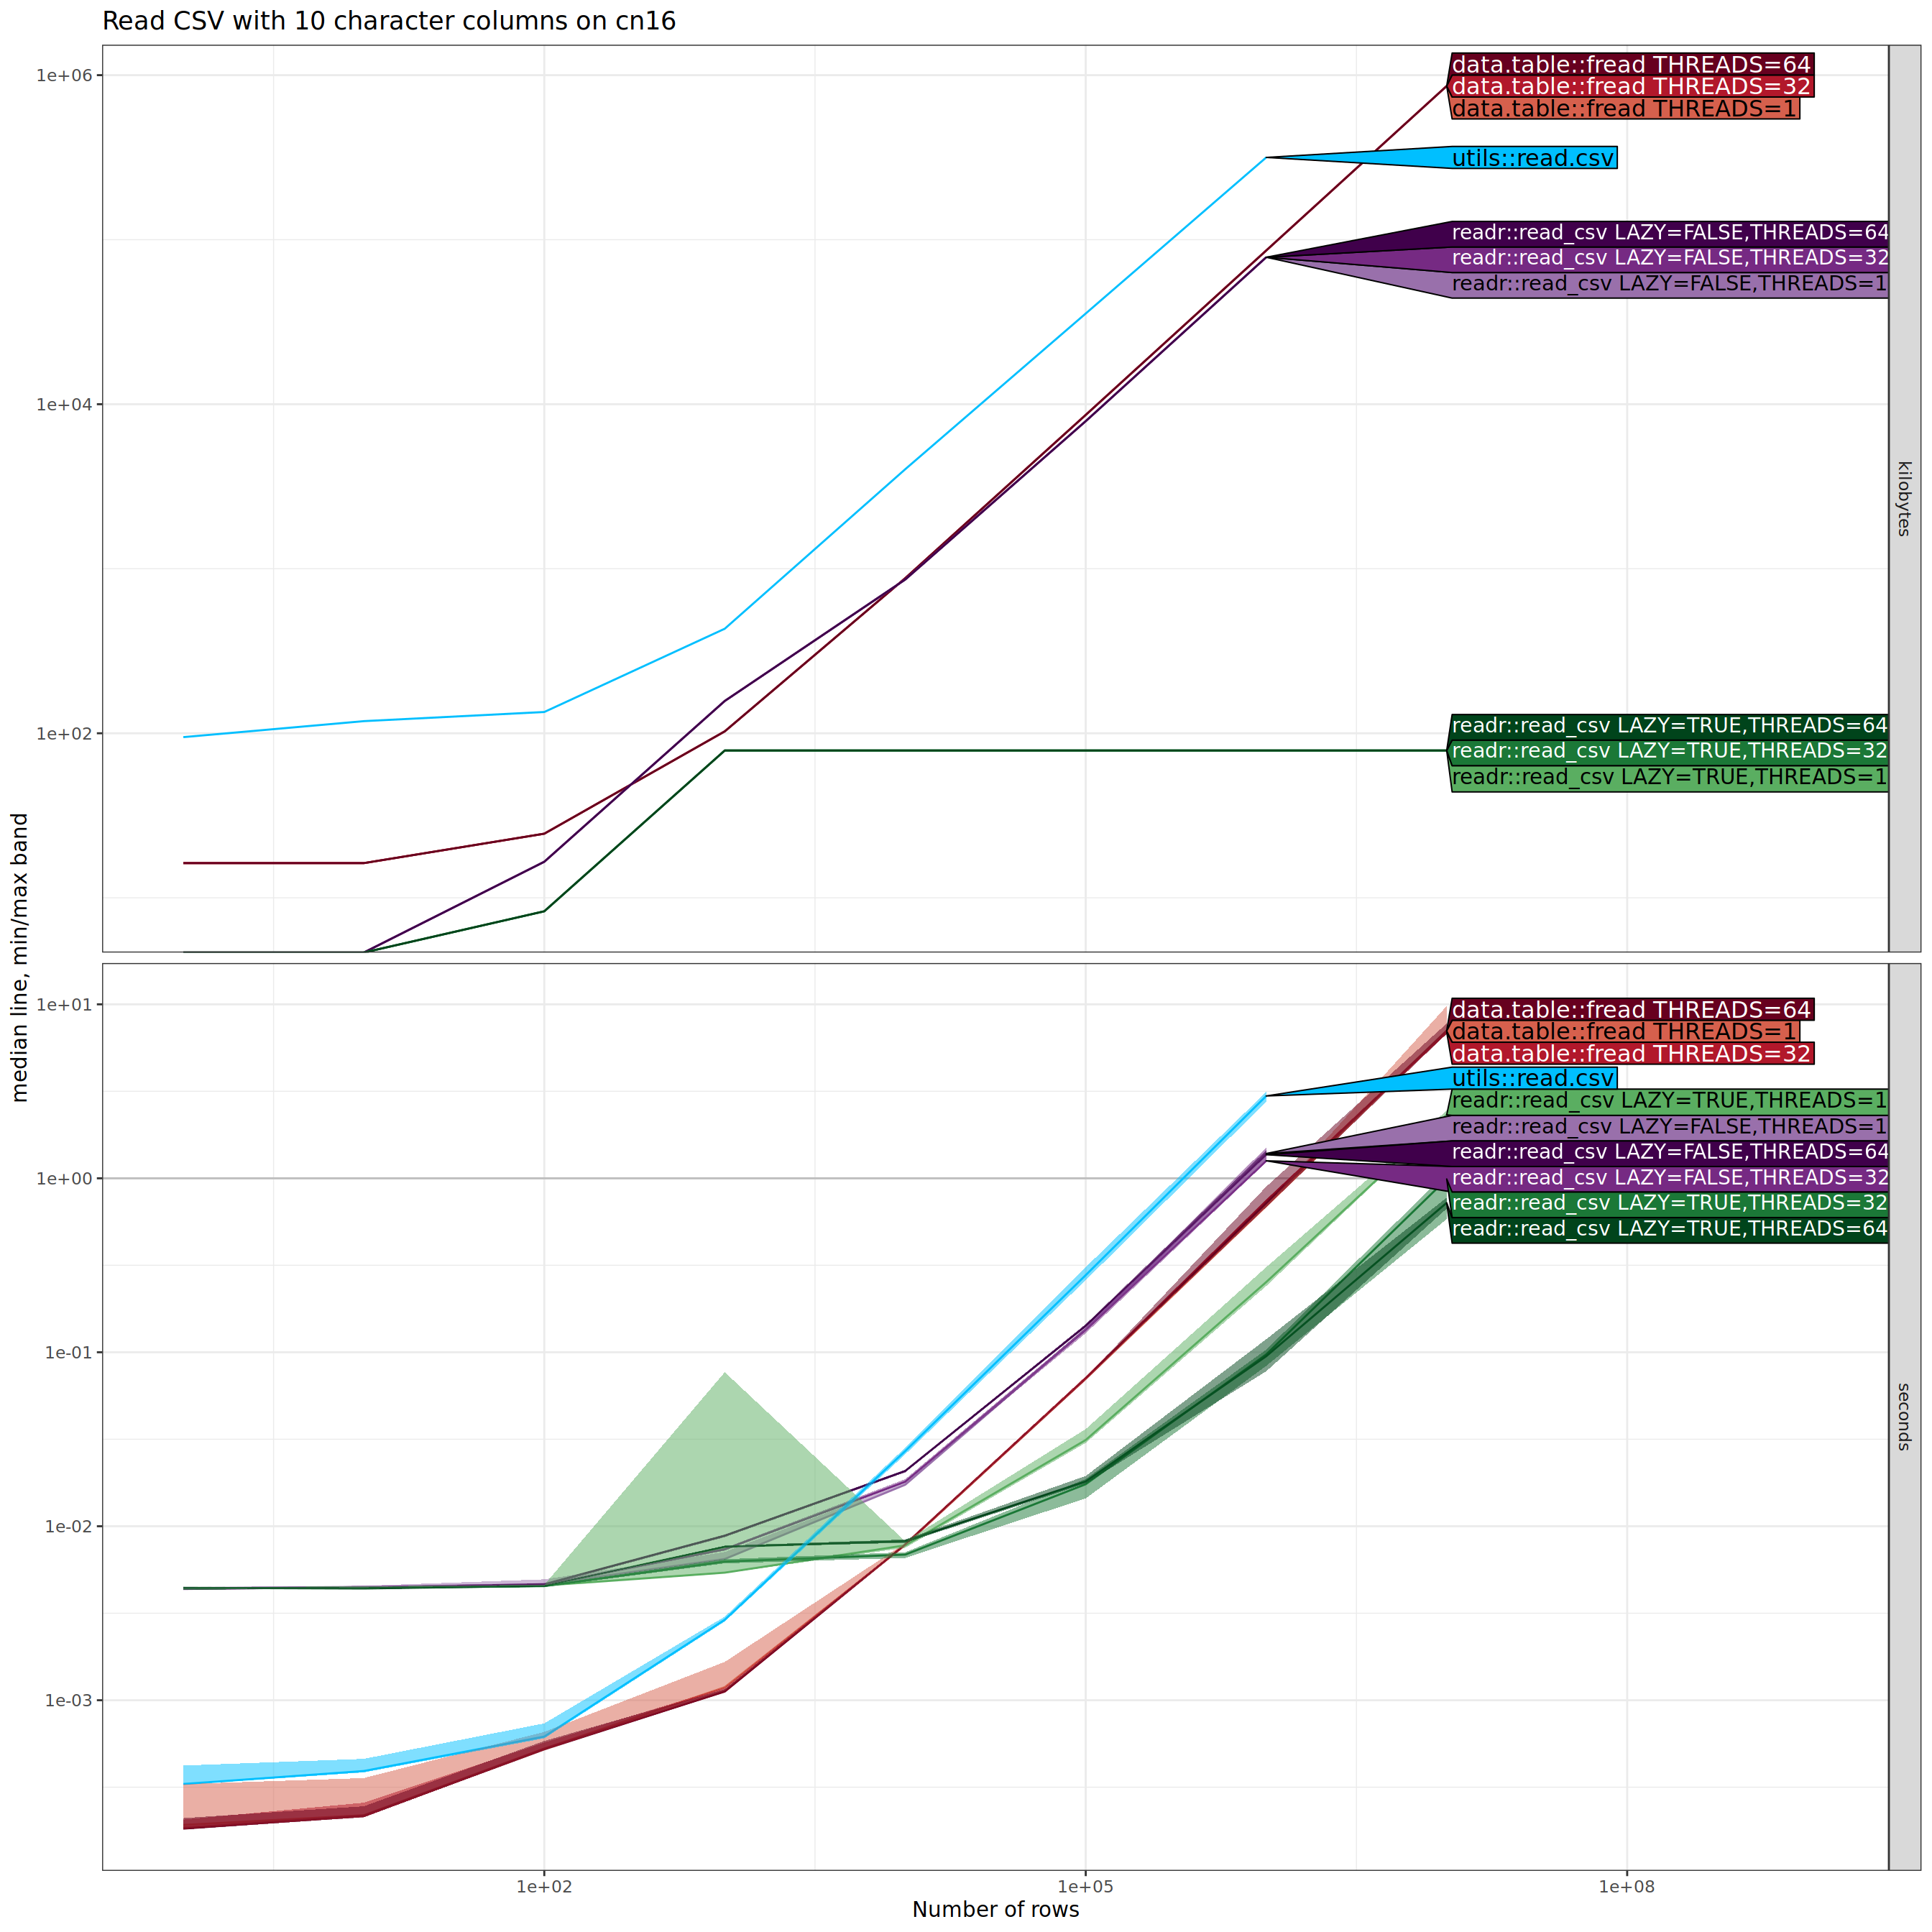 Read CSV with 10 character columns on cn16
median line, min/max band
1e+06
1e+04
1e+02
data.table::fread THREADS=64
data.table::fread THREADS=32
data.table::fread THREADS=1
utils::read.csv
readr::read_csv LAZY=FALSE,THREADS=64
readr::read_csv LAZY=FALSE,THREADS=32
readr::read_csv LAZY=FALSE,THREADS=1
readr::read_csv LAZY=TRUE,THREADS=64
readr::read_csv LAZY=TRUE,THREADS=32
readr::read_csv LAZY=TRUE,THREADS=1
kilobytes
1e+01
1e+00
1e-01
1e-02
1e-03
data.table::fread THREADS=64
data.table::fread THREADS=1
data.table::fread THREADS=32
utils::read.csv
readr::read_csv LAZY=TRUE,THREADS=1
readr::read_csv LAZY=FALSE,THREADS=1
readr::read_csv LAZY=FALSE,THREADS=64
readr::read_csv LAZY=FALSE,THREADS=32
readr::read_csv LAZY=TRUE,THREADS=32
readr::read_csv LAZY=TRUE,THREADS=64
seconds
1e+02
1e+05
1e+08
Number of rows